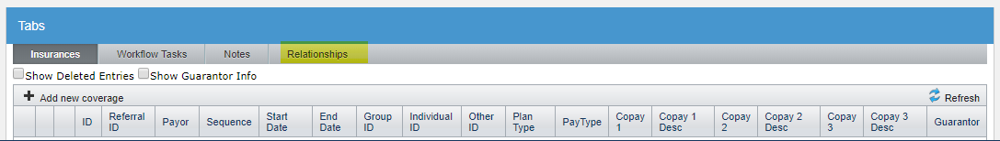 Tabs
Insurances Workflow Tasks Notes Relationships
Show Deleted Entries Show Guarantor Info
Add new coverage Refresh
ID Referral ID Payor Sequence Start Date End Date Group ID Individual ID Other ID Plan Type PayType Copay 1 Copay 1 Desc Copay 2 Copay 2 Desc Copay 3 Copay 3 Desc Guarantor